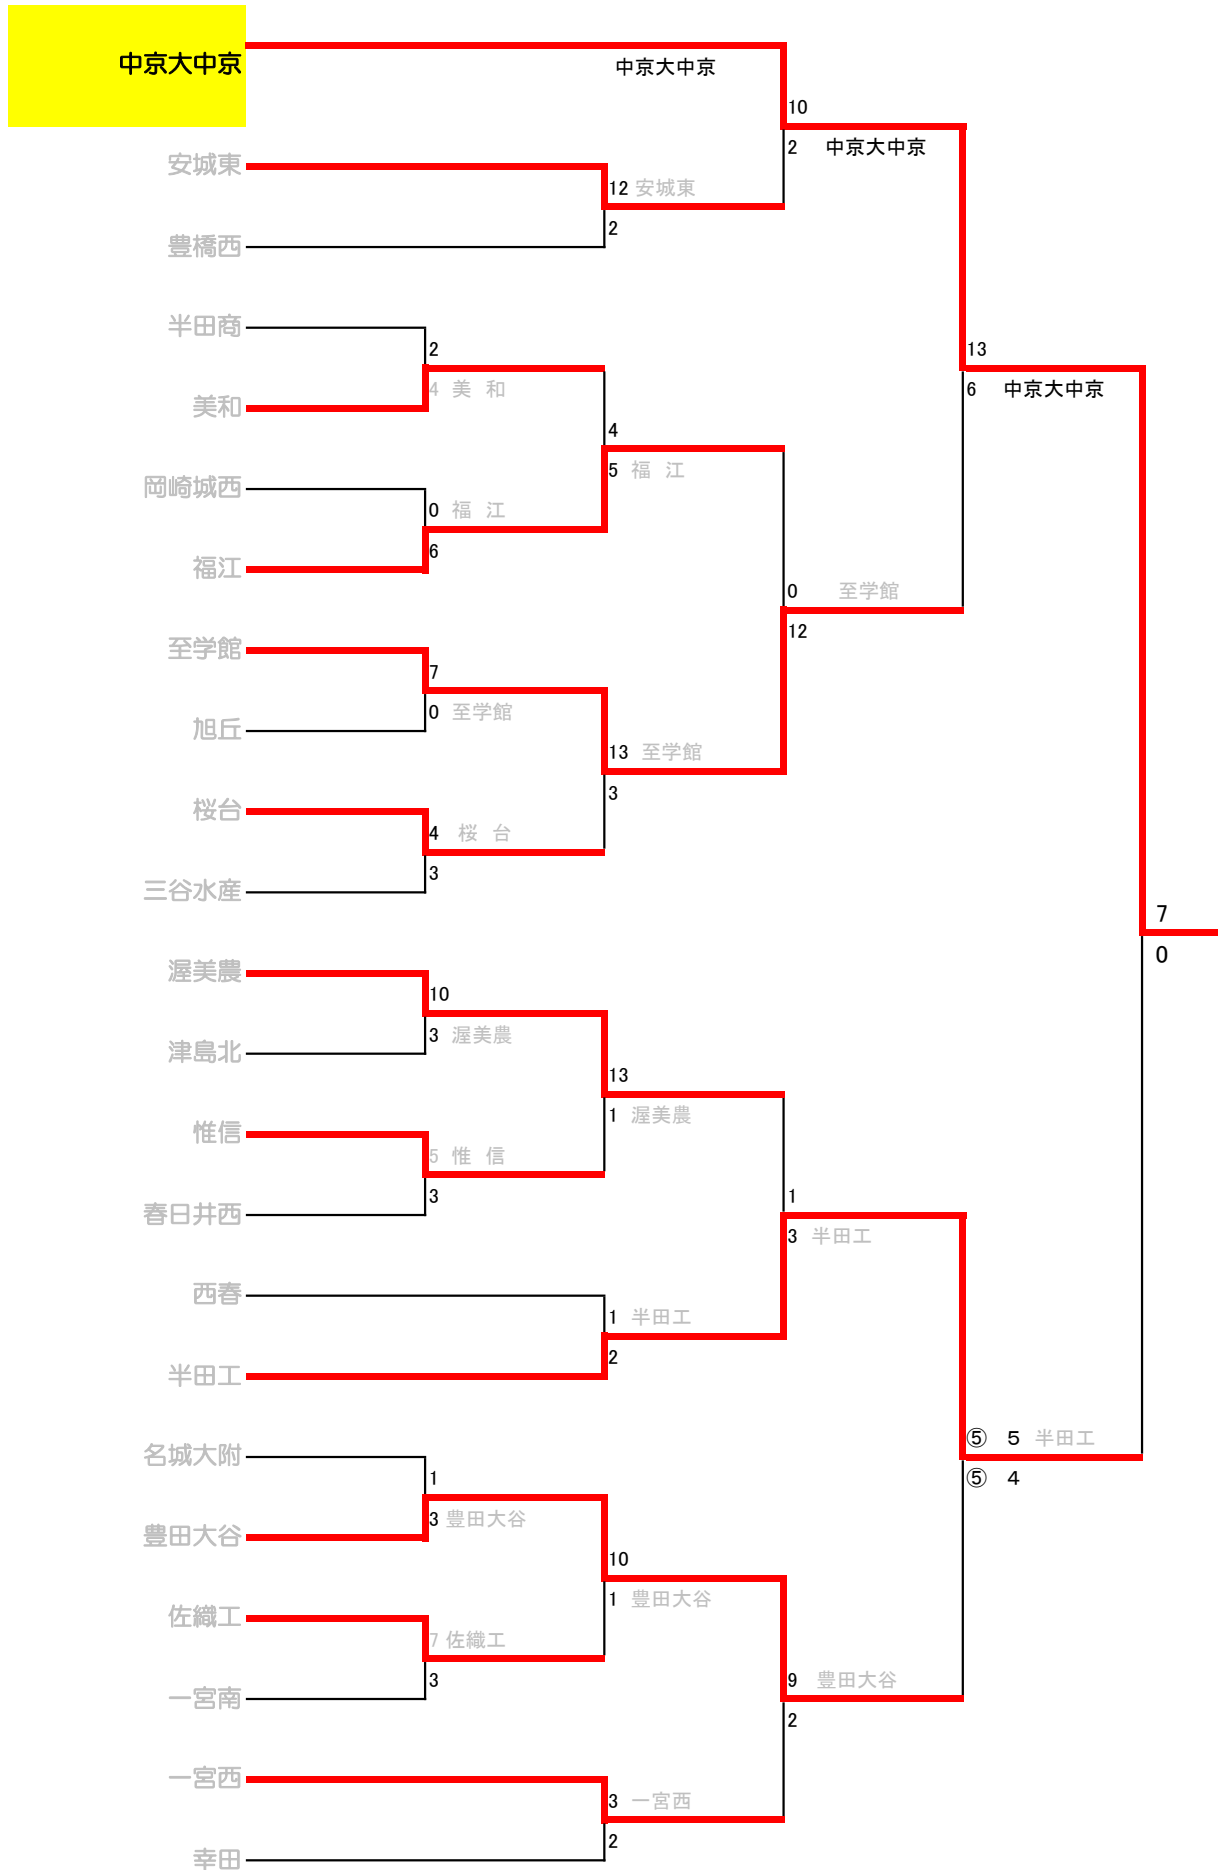 中京大中京
中京大中京
10
2 中京大中京
安城東
12 安城東
2
豊橋西
半田商
2
13
4 美 和
6 中京大中京
美和
4
5 福 江
岡崎城西
0 福 江
6
福江
0 至学館
12
至学館
7
0 至学館
旭丘
13 至学館
3
桜台
4 桜 台
3
三谷水産
7
0
渥美農
10
3 渥美農
津島北
13
1 渥美農
惟信
5 惟 信
3
春日井西
1
3 半田工
西春
1 半田工
2
半田工
名城大附
⑤ 5 半田工
⑤ 4
1
3 豊田大谷
豊田大谷
10
1 豊田大谷
佐織工
7 佐織工
3
一宮南
9 豊田大谷
2
一宮西
3 一宮西
2
幸田